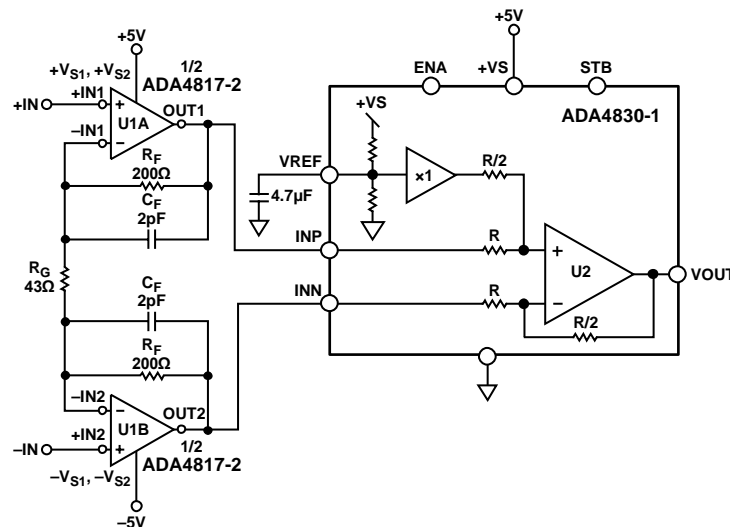 +5V
+VS1, +VS2
1/2
ADA4817-2
+IN
+IN1
+
U1A
OUT1
–IN1
–
RF
200Ω
CF
2pF
RG
43Ω
CF
2pF
RF
200Ω
–IN2
–
OUT2
U1B
–IN
+IN2
+
1/2
ADA4817-2
–VS1, –VS2
–5V
+5V
ENA
+VS
STB
ADA4830-1
+VS
VREF
4.7µF
×1
R/2
INP
R
+
U2
VOUT
INN
R
–
R/2